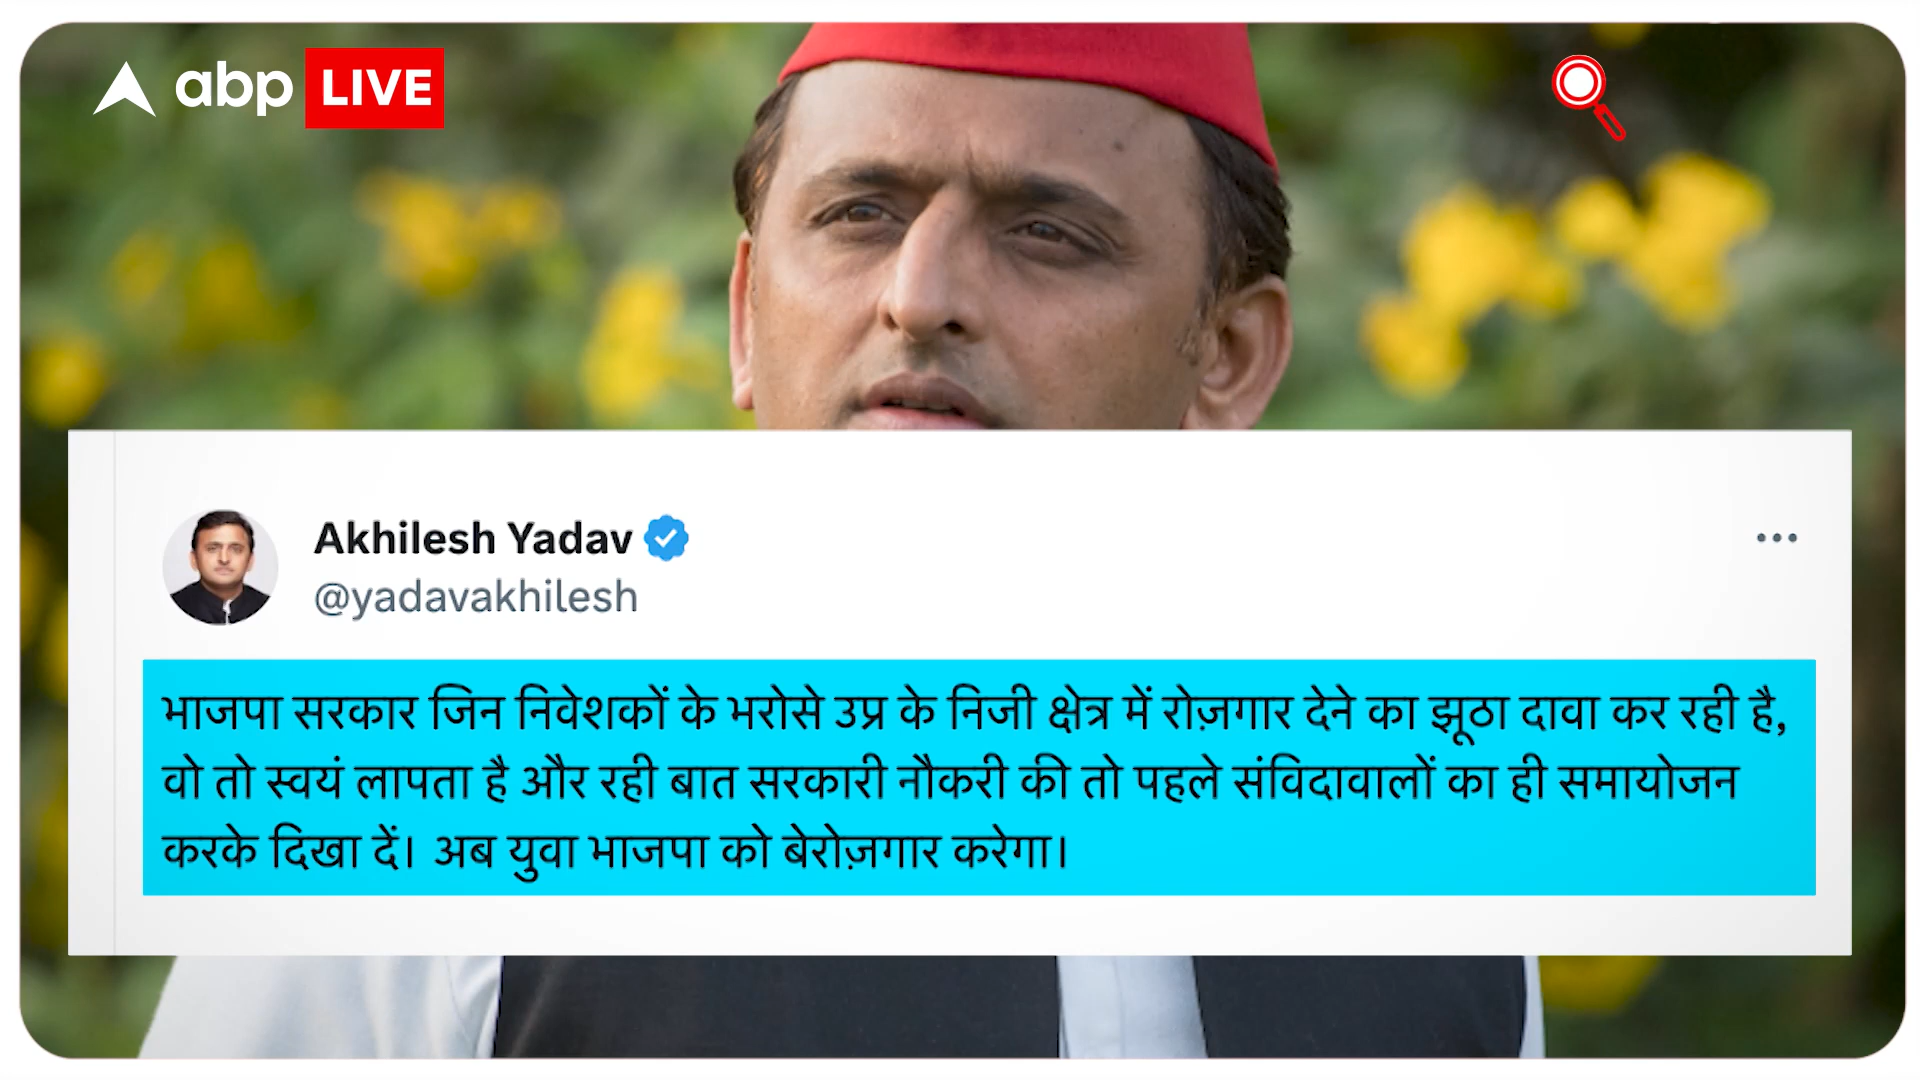 abp LIVE
Akhilesh Yadav
@yadavakhilesh
भाजपा सरकार जिन निवेशकों के भरोसे उप्र के निजी क्षेत्र में रोज़गार देने का झूठा दावा कर रही है,
वो तो स्वयं लापता है और रही बात सरकारी नौकरी की तो पहले संविदावालों का ही समायोजन
करके दिखा दें। अब युवा भाजपा को बेरोज़गार करेगा।